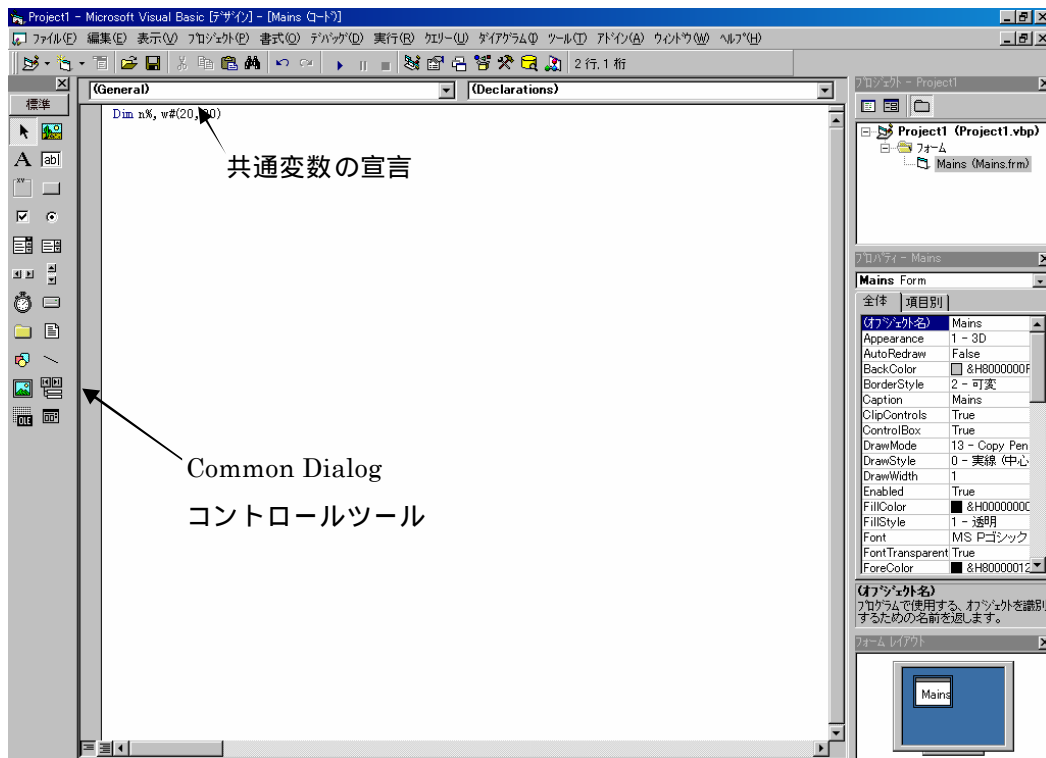 Project1 - Microsoft Visual Basic [ﾃﾞｻﾞｲﾝ] - [Mains (ｺｰﾄﾞ)]
ﾌｧｲﾙ(F) 編集(E) 表示(V) ﾌﾟﾛｼﾞｪｸﾄ(P) 書式(O) ﾃﾞﾊﾞｯｸﾞ(D) 実行(R) ｸｴﾘｰ(U) ﾀﾞｲｱｸﾞﾗﾑ(I) ﾂｰﾙ(T) ｱﾄﾞｲﾝ(A) ｳｨﾝﾄﾞｳ(W) ﾍﾙﾌﾟ(H)
2 行, 1 桁
標準
(General)
(Declarations)
Dim n%, w#(20,
共通変数の宣言
Common Dialog
コントロールツール
ﾌﾟﾛｼﾞｪｸﾄ - Project1
Project1 (Project1.vbp)
ﾌｫｰﾑ
Mains (Mains.frm)
ﾌﾟﾛﾊﾟﾃｨ - Mains
Mains Form
全体 項目別
(ｵﾌﾞｼﾞｪｸﾄ名) Mains
Appearance 1 - 3D
AutoRedraw False
BackColor &H8000000F
BorderStyle 2 - 可変
Caption Mains
ClipControls True
ControlBox True
DrawMode 13 - Copy Pen
DrawStyle 0 - 実線 (中心
DrawWidth 1
Enabled True
FillColor &H0000000
FillStyle 1 - 透明
Font MS Pゴシック
FontTransparent True
ForeColor &H80000012
(ｵﾌﾞｼﾞｪｸﾄ名)
ﾌﾟﾛｸﾞﾗﾑで使用する、ｵﾌﾞｼﾞｪｸﾄを識別
するための名前を返します。
ﾌｫｰﾑ ﾚｲｱｳﾄ
Mains